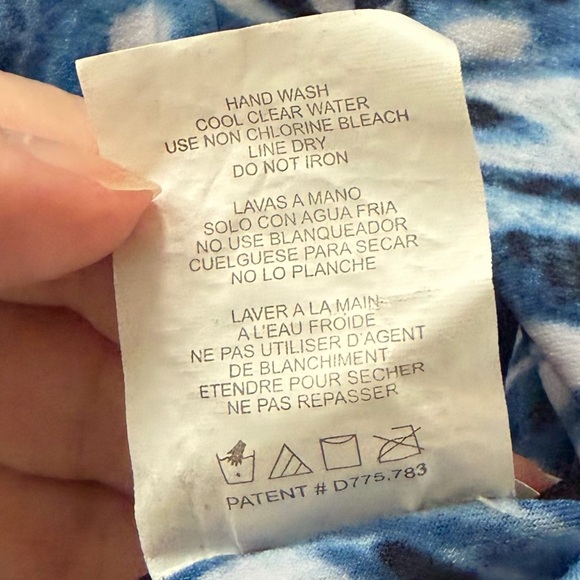 HAND WASH
COOL CLEAR WATER
USE NON CHLORINE BLEACH
LINE DRY
DO NOT IRON
LAVAS A MANO
SOLO CON AGUA FRIA
NO USE BLANQUEADOR
CUELGUESE PARA SECAR
NO LO PLANCHE
LAVER A LA MAIN
A L'EAU FROIDE
NE PAS UTILISER D'AGENT
DE BLANCHIMENT
ETENDRE POUR SECHER
NE PAS REPASSER
PATENT # D775,783